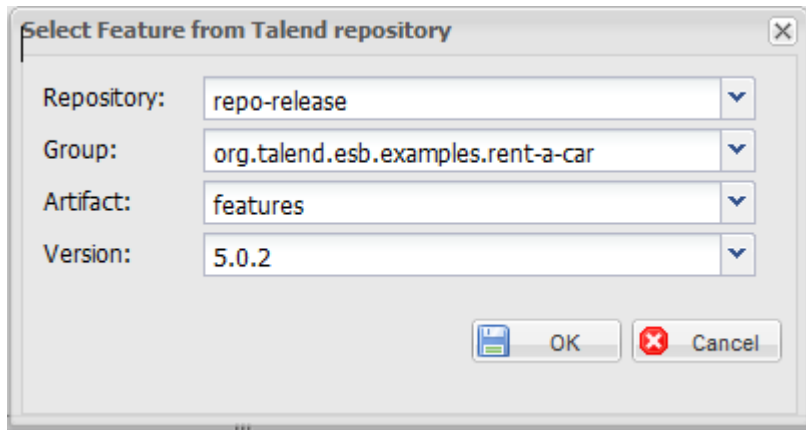 Select Feature from Talend repository
Repository: repo-release
Group: org.talend.esb.examples.rent-a-car
Artifact: features
Version: 5.0.2
OK Cancel